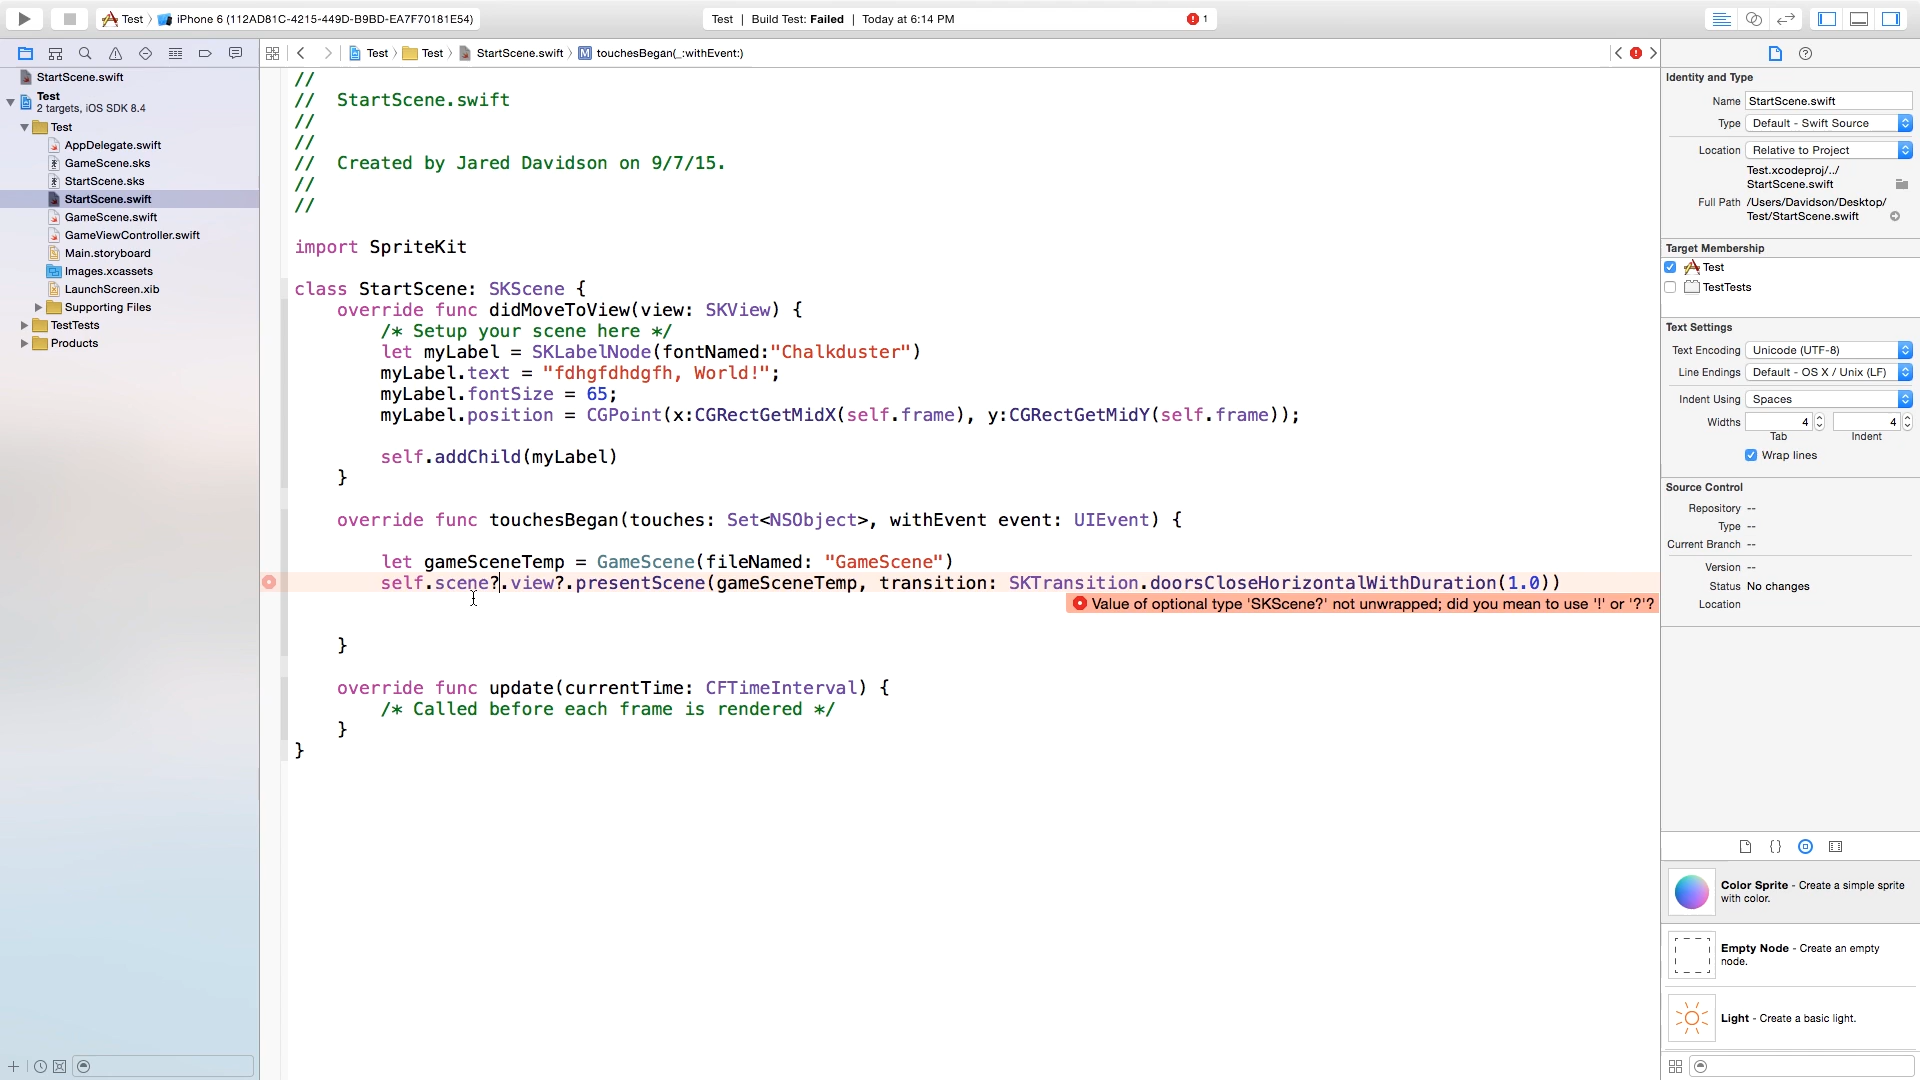 Test › iPhone 6 (112AD81C-4215-449D-B9BD-EA7F70181E54)
Test | Build Test: Failed | Today at 6:14 PM
1
Test › Test › StartScene.swift › M touchesBegan(_:withEvent:)
StartScene.swift
Test
2 targets, iOS SDK 8.4
Test
AppDelegate.swift
GameScene.sks
StartScene.sks
StartScene.swift
GameScene.swift
GameViewController.swift
Main.storyboard
Images.xcassets
LaunchScreen.xib
Supporting Files
TestTests
Products
//
//  StartScene.swift
//
//
//  Created by Jared Davidson on 9/7/15.
//
//
import SpriteKit
class StartScene: SKScene {
override func didMoveToView(view: SKView) {
/* Setup your scene here */
let myLabel = SKLabelNode(fontNamed:"Chalkduster")
myLabel.text = "fdhgfdhdgfh, World!";
myLabel.fontSize = 65;
myLabel.position = CGPoint(x:CGRectGetMidX(self.frame), y:CGRectGetMidY(self.frame));
self.addChild(myLabel)
}
override func touchesBegan(touches: Set<NSObject>, withEvent event: UIEvent) {
let gameSceneTemp = GameScene(fileNamed: "GameScene")
self.scene?.view?.presentScene(gameSceneTemp, transition: SKTransition.doorsCloseHorizontalWithDuration(1.0))
Value of optional type 'SKScene?' not unwrapped; did you mean to use '!' or '?'?
}
override func update(currentTime: CFTimeInterval) {
/* Called before each frame is rendered */
}
}
Identity and Type
Name StartScene.swift
Type Default - Swift Source
Location Relative to Project
Test.xcodeproj/../
StartScene.swift
Full Path /Users/Davidson/Desktop/
Test/StartScene.swift
Target Membership
Test
TestTests
Text Settings
Text Encoding Unicode (UTF-8)
Line Endings Default - OS X / Unix (LF)
Indent Using Spaces
Widths 4 4
Tab Indent
Wrap lines
Source Control
Repository --
Type --
Current Branch --
Version --
Status No changes
Location
{}
Color Sprite - Create a simple sprite
with color.
Empty Node - Create an empty
node.
Light - Create a basic light.